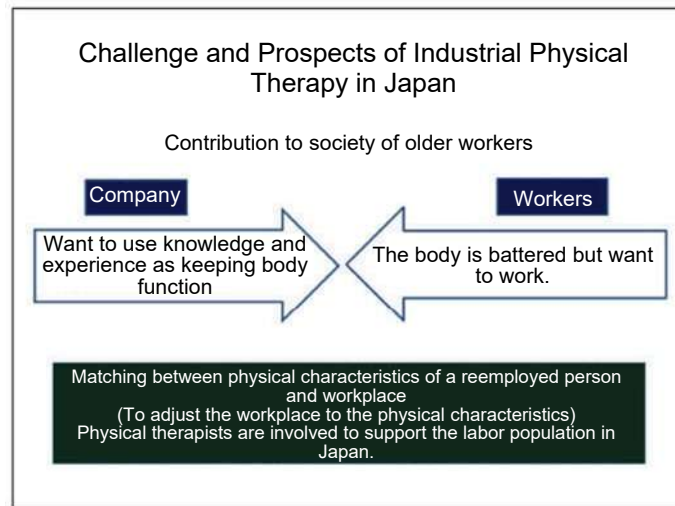 Challenge and Prospects of Industrial Physical
Therapy in Japan
Contribution to society of older workers
Company
Want to use knowledge and
experience as keeping body
function
Workers
The body is battered but want
to work.
Matching between physical characteristics of a reemployed person
and workplace
(To adjust the workplace to the physical characteristics)
Physical therapists are involved to support the labor population in
Japan.